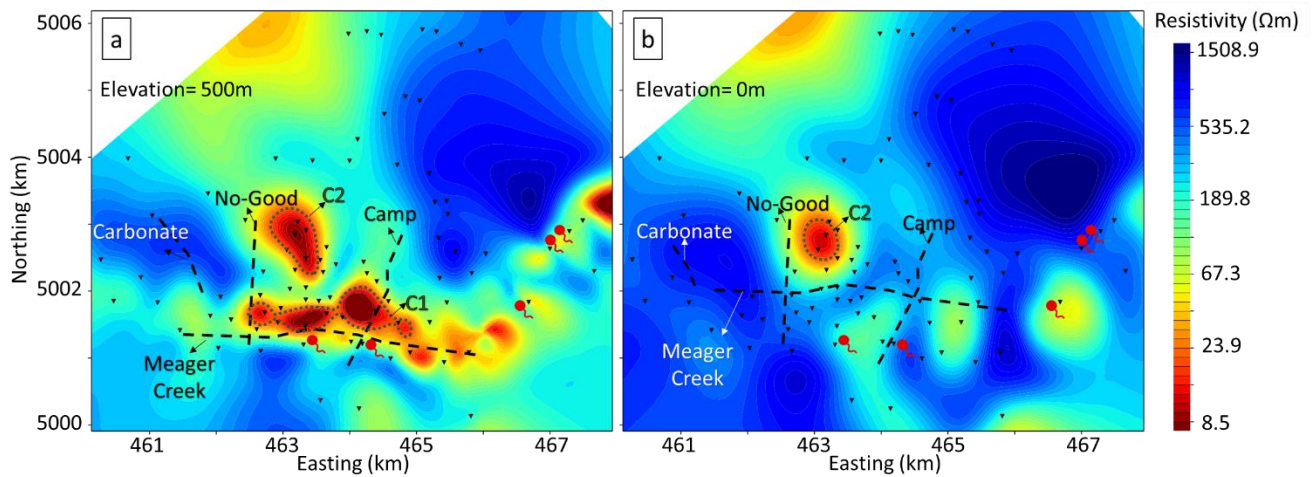 Resistivity (Ωm)
a
Elevation= 500m
No-Good
C2
Camp
Carbonate
C1
Meager
Creek
b
Elevation= 0m
No-Good
C2
Camp
Carbonate
Meager
Creek
1508.9
535.2
189.8
67.3
23.9
8.5
5006
5004
5002
5000
Northing (km)
461
463
465
467
Easting (km)
461
463
465
467
Easting (km)